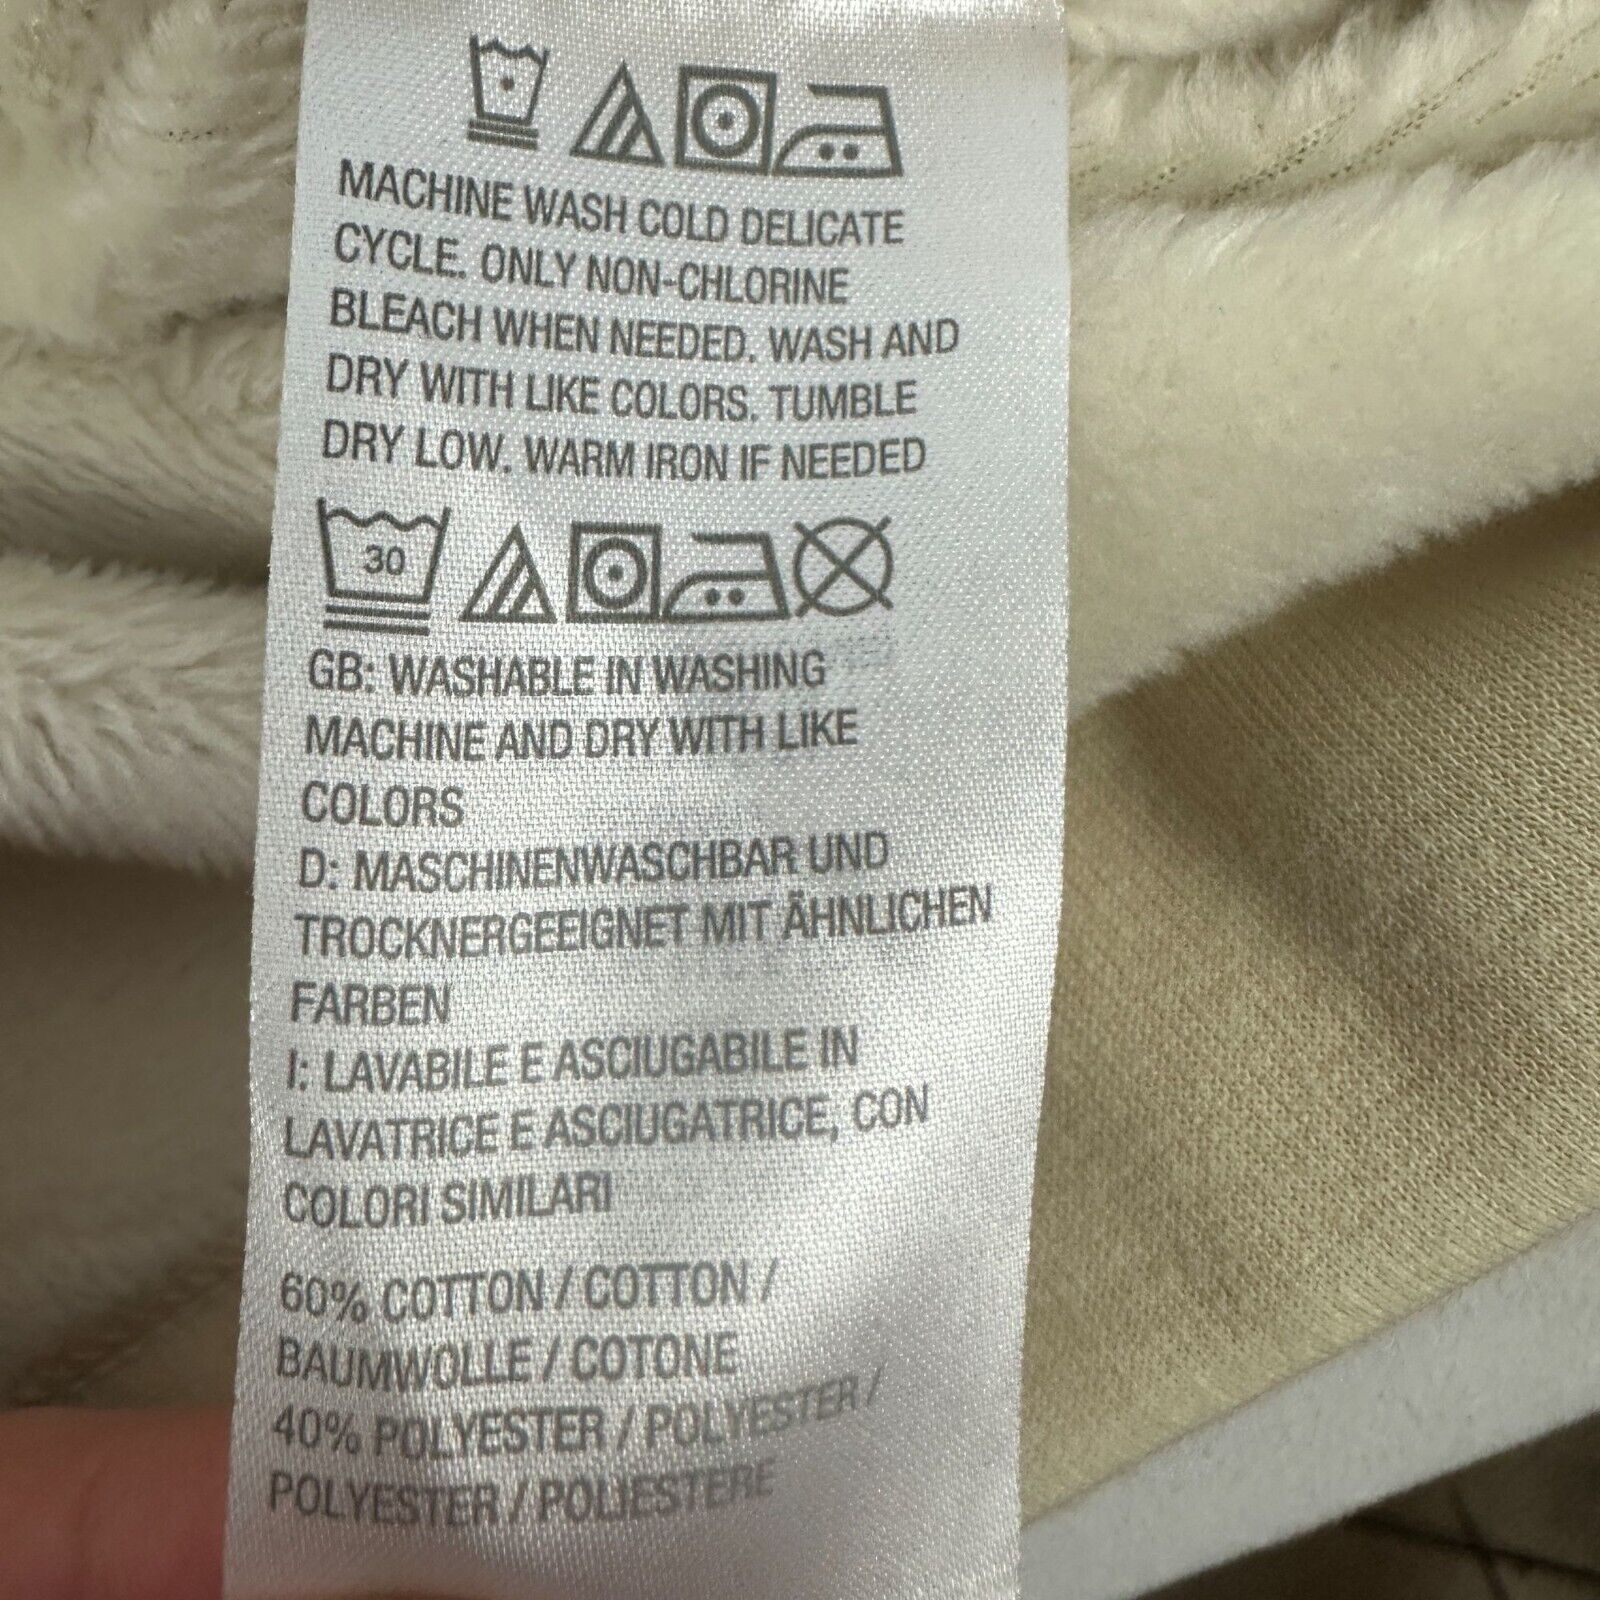 MACHINE WASH COLD DELICATE
CYCLE. ONLY NON-CHLORINE
BLEACH WHEN NEEDED. WASH AND
DRY WITH LIKE COLORS. TUMBLE
DRY LOW. WARM IRON IF NEEDED
30
GB: WASHABLE IN WASHING
MACHINE AND DRY WITH LIKE
COLORS
D: MASCHINENWASCHBAR UND
TROCKNERGEEIGNET MIT ÄHNLICHEN
FARBEN
I: LAVABILE E ASCIUGABILE IN
LAVATRICE E ASCIUGATRICE, CON
COLORI SIMILARI
60% COTTON / COTTON /
BAUMWOLLE / COTONE
40% POLYESTER / POLYESTER /
POLYESTER / POLIESTERE